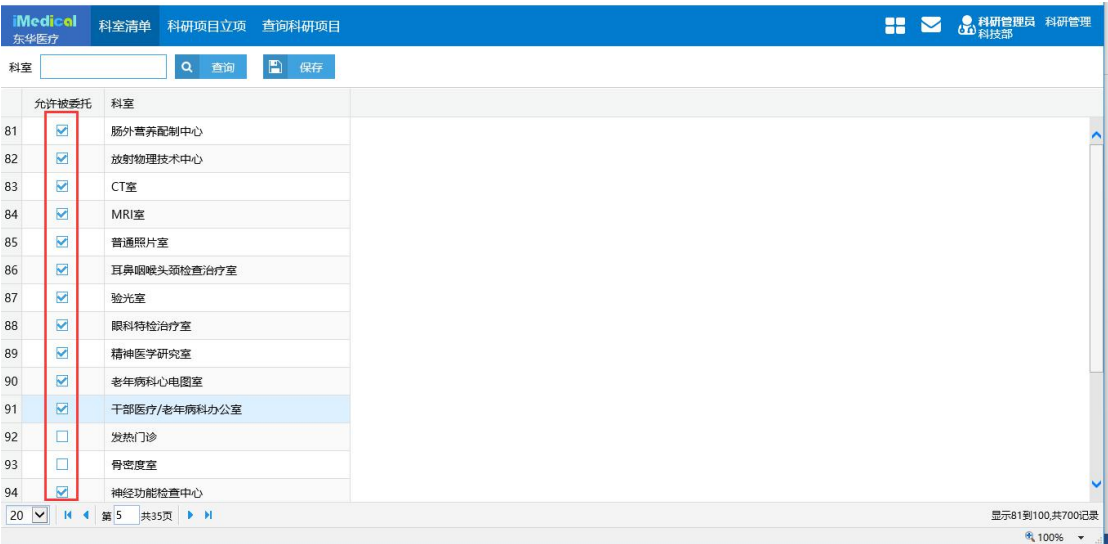 iMedical
东华医疗
科室清单 科研项目立项 查询科研项目
科研管理员 科研管理
科技部
科室 查询 保存
允许被委托 科室
81 肠外营养配制中心
82 放射物理技术中心
83 CT室
84 MRI室
85 普通照片室
86 耳鼻咽喉头颈检查治疗室
87 验光室
88 眼科特检治疗室
89 精神医学研究室
90 老年病科心电图室
91 干部医疗/老年病科办公室
92 发热门诊
93 骨密度室
94 神经功能检查中心
20 第 5 共35页 显示81到100,共700记录
100%